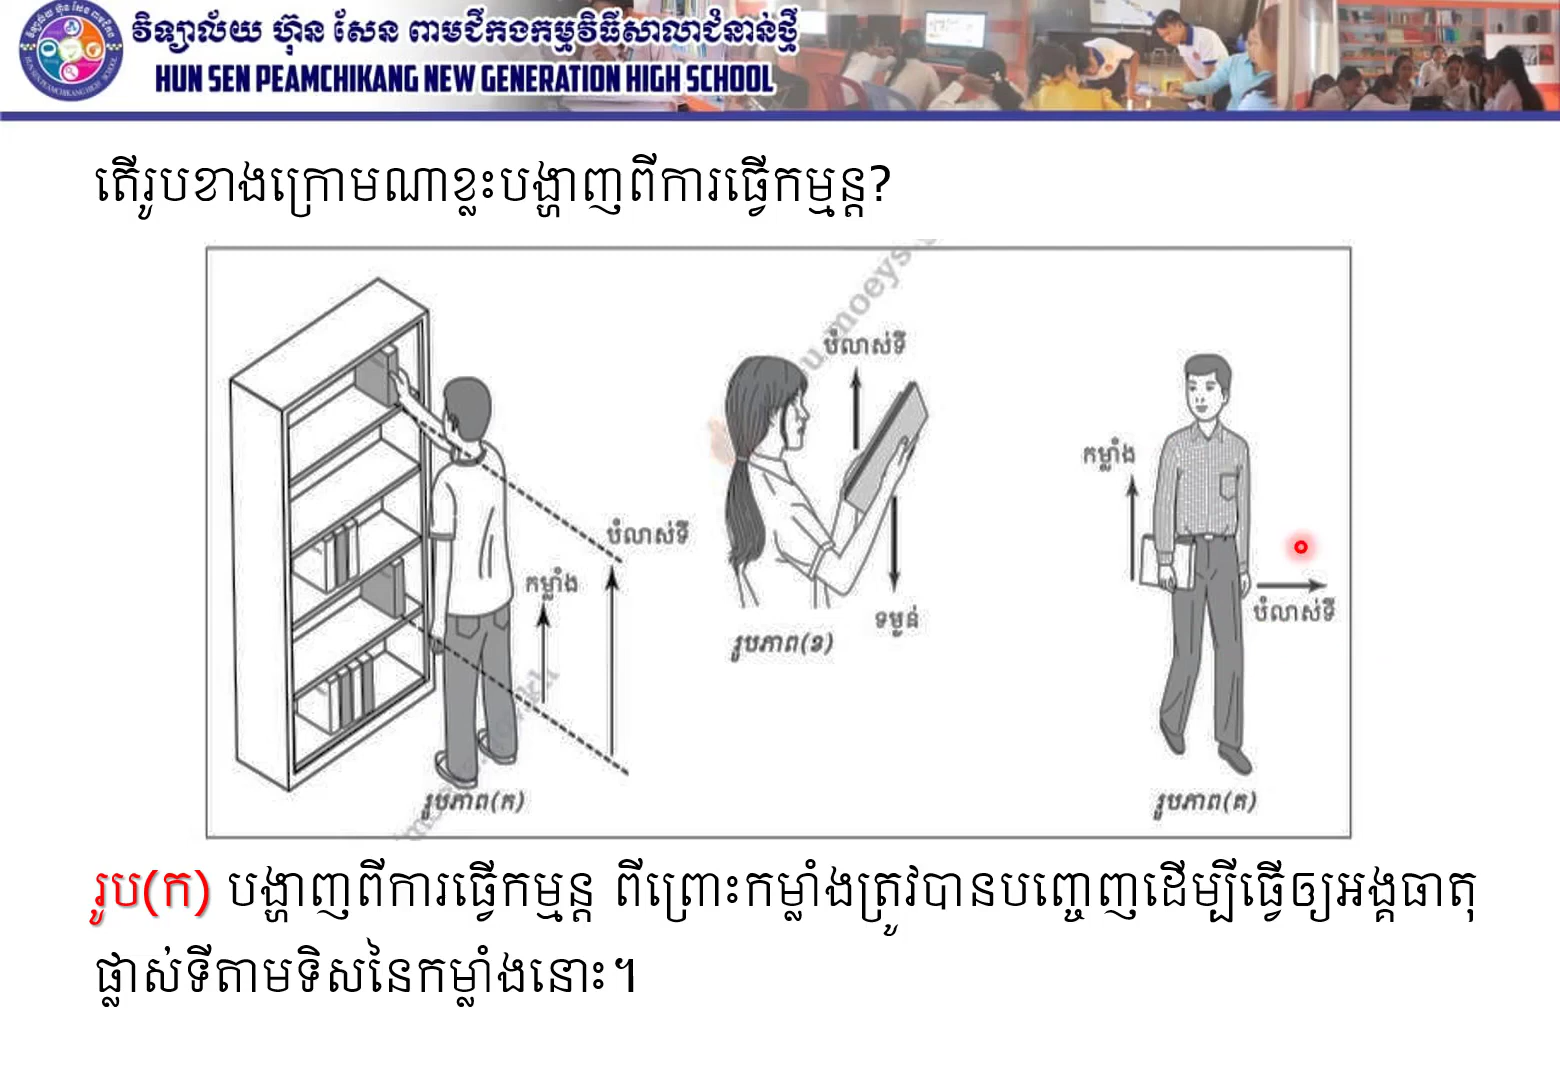 វិទ្យាល័យ ហ៊ុន សែន ពាមជីកងកម្មវិធីសាលាជំនាន់ថ្មី
HUN SEN PEAMCHIKANG NEW GENERATION HIGH SCHOOL
តើរូបខាងក្រោមណាខ្លះបង្ហាញពីការធ្វើកម្មន្ត?
បំលាស់ទី
កម្លាំង
រូបភាព(ក)
បំលាស់ទី
ទម្ងន់
រូបភាព(ខ)
កម្លាំង
បំលាស់ទី
រូបភាព(គ)
រូប(ក) បង្ហាញពីការធ្វើកម្មន្ត ពីព្រោះកម្លាំងត្រូវបានបញ្ចេញដើម្បីធ្វើឲ្យអង្គធាតុ
ផ្លាស់ទីតាមទិសនៃកម្លាំងនោះ។